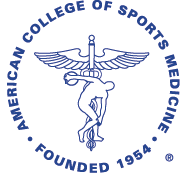 AMERICAN COLLEGE OF SPORTS MEDICINE
• FOUNDED 1954 •
®